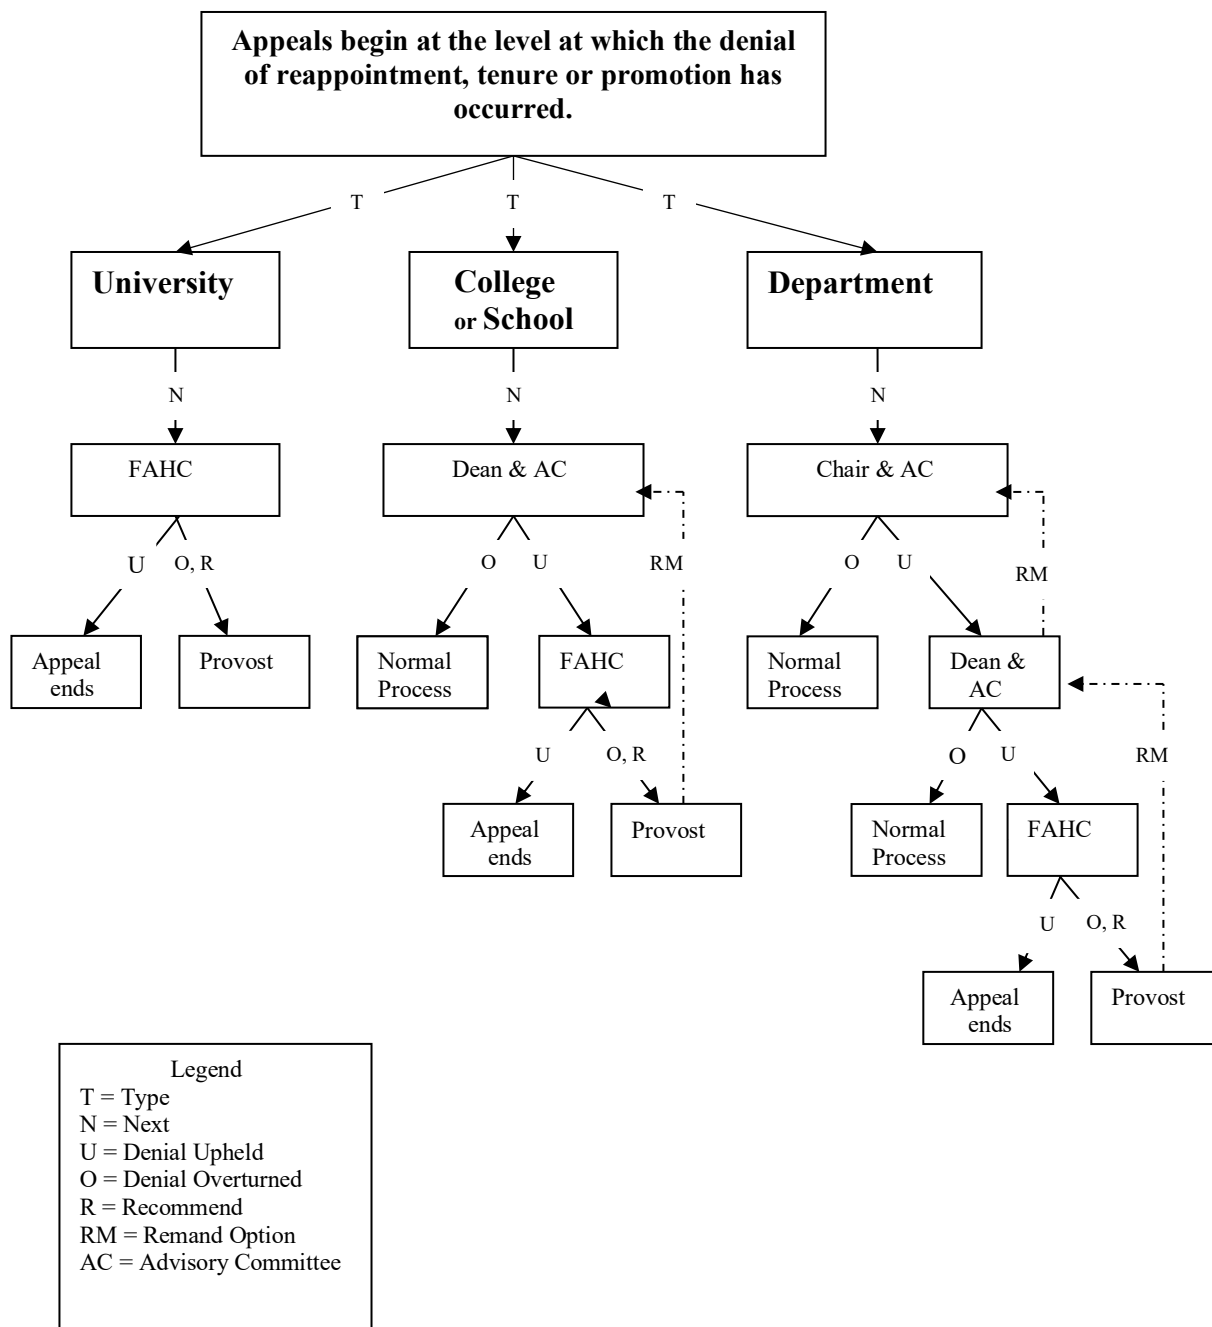 Appeals begin at the level at which the denial
of reappointment, tenure or promotion has
occurred.
T
T
T
University
College
or School
Department
N
N
N
FAHC
Dean & AC
Chair & AC
U
O, R
O
U
RM
O
U
RM
Appeal
ends
Provost
Normal
Process
FAHC
Normal
Process
Dean &
AC
U
O, R
O
U
RM
Appeal
ends
Provost
Normal
Process
FAHC
U
O, R
Appeal
ends
Provost
Legend
T = Type
N = Next
U = Denial Upheld
O = Denial Overturned
R = Recommend
RM = Remand Option
AC = Advisory Committee